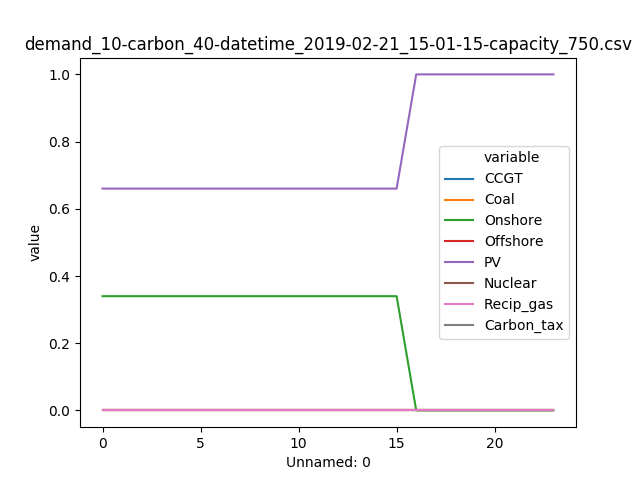 demand_10-carbon_40-datetime_2019-02-21_15-01-15-capacity_750.csv
1.0
0.8
0.6
0.4
0.2
0.0
value
variable
CCGT
Coal
Onshore
Offshore
PV
Nuclear
Recip_gas
Carbon_tax
0 5 10 15 20
Unnamed: 0